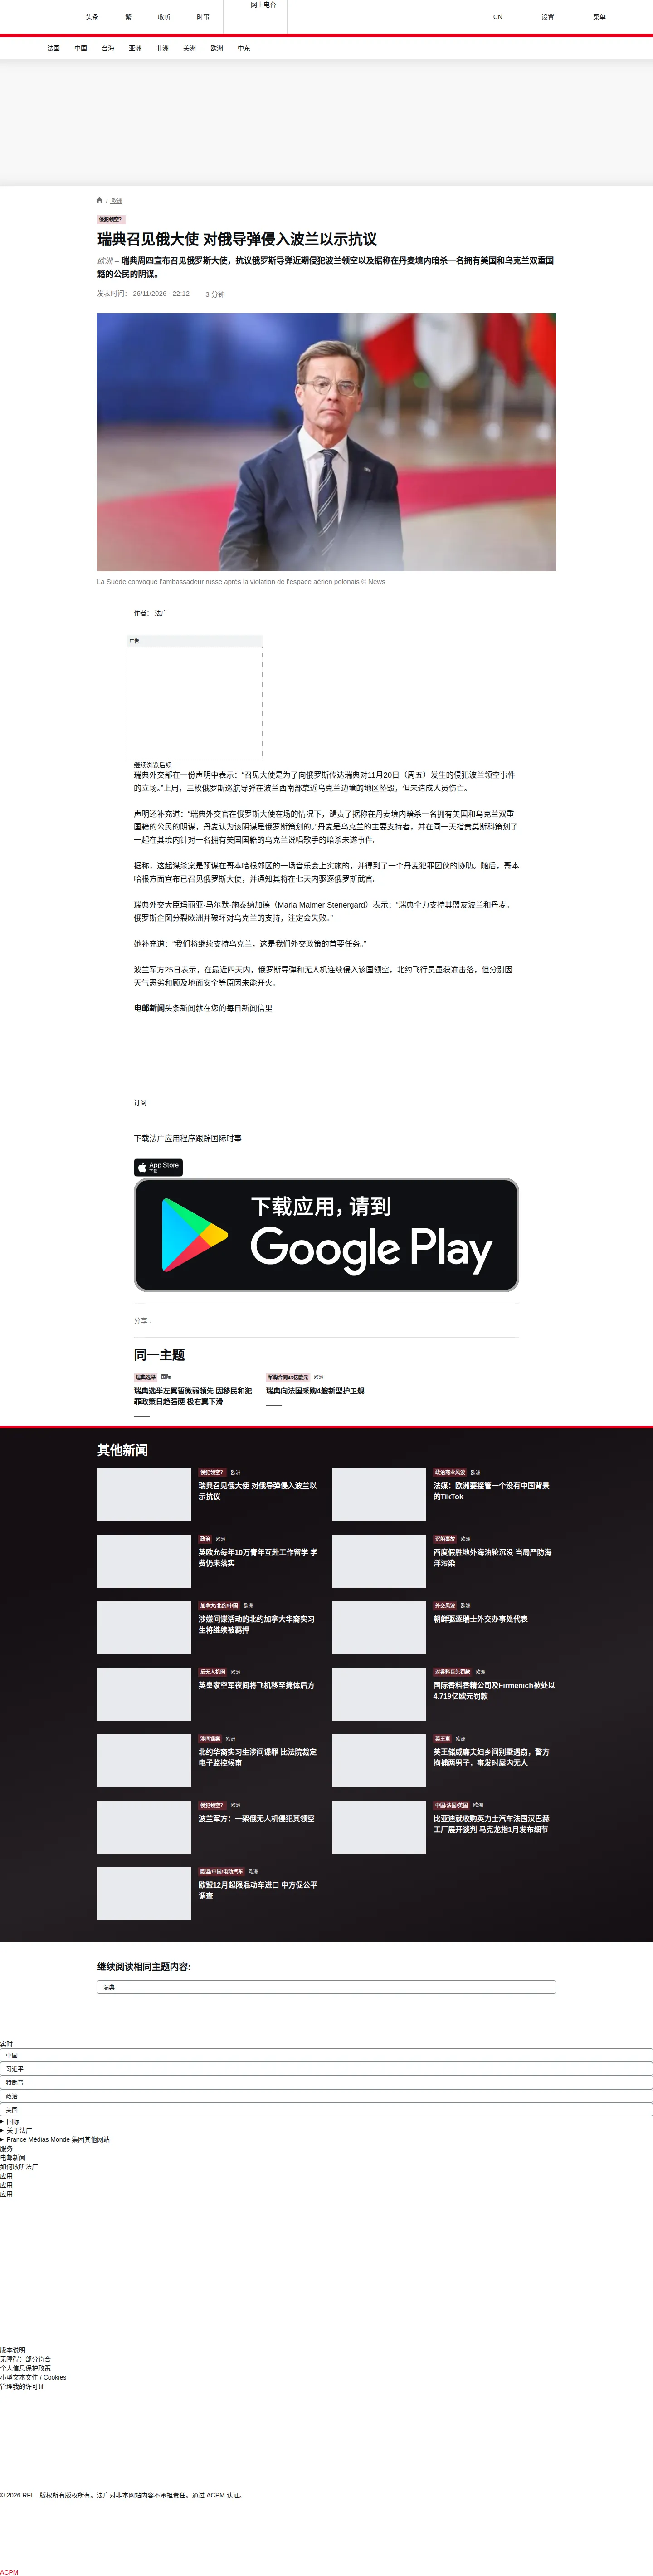 头条
繁
收听
时事
网上电台
CN
设置
菜单
法国
中国
台海
亚洲
非洲
美洲
欧洲
中东
/ 欧洲
侵犯领空?
瑞典召见俄大使 对俄导弹侵入波兰以示抗议
欧洲 – 瑞典周四宣布召见俄罗斯大使，抗议俄罗斯导弹近期侵犯波兰领空以及据称在丹麦境内暗杀一名拥有美国和乌克兰双重国
籍的公民的阴谋。
发表时间： 26/11/2026 - 22:12
3 分钟
La Suède convoque l'ambassadeur russe après la violation de l'espace aérien polonais © News
作者： 法广
广告
继续浏览后续
瑞典外交部在一份声明中表示：“召见大使是为了向俄罗斯传达瑞典对11月20日（周五）发生的侵犯波兰领空事件
的立场。”上周，三枚俄罗斯巡航导弹在波兰西南部靠近乌克兰边境的地区坠毁，但未造成人员伤亡。
声明还补充道：“瑞典外交官在俄罗斯大使在场的情况下，谴责了据称在丹麦境内暗杀一名拥有美国和乌克兰双重
国籍的公民的阴谋，丹麦认为该阴谋是俄罗斯策划的。”丹麦是乌克兰的主要支持者，并在同一天指责莫斯科策划了
一起在其境内针对一名拥有美国国籍的乌克兰说唱歌手的暗杀未遂事件。
据称，这起谋杀案是预谋在哥本哈根郊区的一场音乐会上实施的，并得到了一个丹麦犯罪团伙的协助。随后，哥本
哈根方面宣布已召见俄罗斯大使，并通知其将在七天内驱逐俄罗斯武官。
瑞典外交大臣玛丽亚·马尔默·施泰纳加德（Maria Malmer Stenergard）表示：“瑞典全力支持其盟友波兰和丹麦。
俄罗斯企图分裂欧洲并破坏对乌克兰的支持，注定会失败。”
她补充道：“我们将继续支持乌克兰，这是我们外交政策的首要任务。”
波兰军方25日表示，在最近四天内，俄罗斯导弹和无人机连续侵入该国领空，北约飞行员虽获准击落，但分别因
天气恶劣和顾及地面安全等原因未能开火。
电邮新闻头条新闻就在您的每日新闻信里
订阅
下载法广应用程序跟踪国际时事
App Store
下载
下载应用，请到
Google Play
分享 :
同一主题
瑞典选举 国际
瑞典选举左翼暂微弱领先 因移民和犯
罪政策日趋强硬 极右翼下滑
军购合同43亿欧元 欧洲
瑞典向法国采购4艘新型护卫舰
其他新闻
侵犯领空? 欧洲
瑞典召见俄大使 对俄导弹侵入波兰以
示抗议
政治商业风波 欧洲
法媒：欧洲要接管一个没有中国背景
的TikTok
政治 欧洲
英欧允每年10万青年互赴工作留学 学
费仍未落实
沉船事故 欧洲
西度假胜地外海油轮沉没 当局严防海
洋污染
加拿大/北约/中国 欧洲
涉嫌间谍活动的北约加拿大华裔实习
生将继续被羁押
外交风波 欧洲
朝鲜驱逐瑞士外交办事处代表
反无人机网 欧洲
英皇家空军夜间将飞机移至掩体后方
对香料巨头罚款 欧洲
国际香料香精公司及Firmenich被处以
4.719亿欧元罚款
涉间谍案 欧洲
北约华裔实习生涉间谍罪 比法院裁定
电子监控候审
英王室 欧洲
英王储威廉夫妇乡间别墅遇窃，警方
拘捕两男子，事发时屋内无人
侵犯领空? 欧洲
波兰军方：一架俄无人机侵犯其领空
中国/法国/英国 欧洲
比亚迪就收购英力士汽车法国汉巴赫
工厂展开谈判 马克龙指1月发布细节
欧盟/中国/电动汽车 欧洲
欧盟12月起限混动车进口 中方促公平
调查
继续阅读相同主题内容:
瑞典
实时
中国
习近平
特朗普
政治
美国
国际
关于法广
France Médias Monde 集团其他网站
服务
电邮新闻
如何收听法广
应用
应用
应用
版本说明
无障碍：部分符合
个人信息保护政策
小型文本文件 / Cookies
管理我的许可证
© 2026 RFI – 版权所有版权所有。法广对非本网站内容不承担责任。通过 ACPM 认证。
ACPM